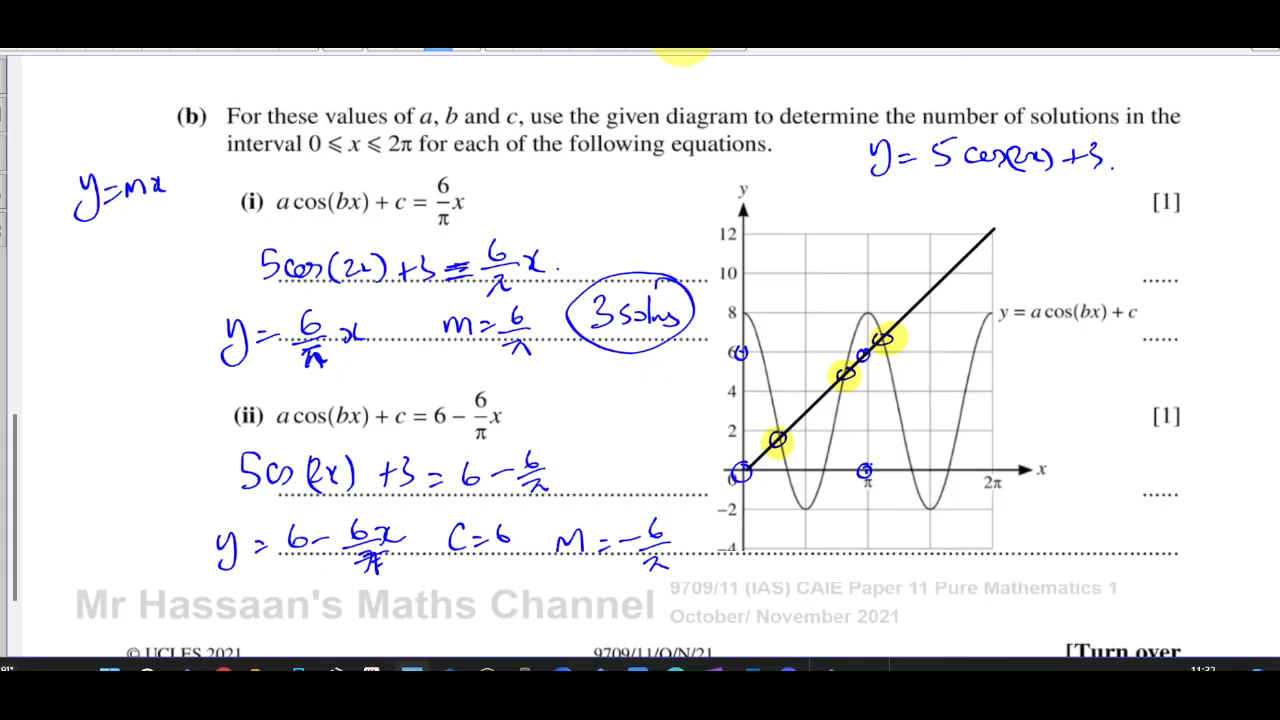 (b) For these values of a, b and c, use the given diagram to determine the number of solutions in the
interval 0 ⩽ x ⩽ 2π for each of the following equations.
y = 5 cos(2x) + 3.
y = mx
(i) a cos(bx) + c = 6/π x
[1]
5cos(2x) + 3 = 6/π x.
y = 6/π x
m = 6/π
3 solns
(ii) a cos(bx) + c = 6 − 6/π x
[1]
5cos(2x) + 3 = 6 − 6/π
y = 6 − 6x/π
C = 6
M = −6/π
y
12
10
8
6
4
2
0
−2
−4
π
2π
x
y = a cos(bx) + c
Mr Hassaan's Maths Channel
9709/11 (IAS) CAIE Paper 11 Pure Mathematics 1
October/ November 2021
© UCLES 2021
9709/11/O/N/21
[Turn over
11:32